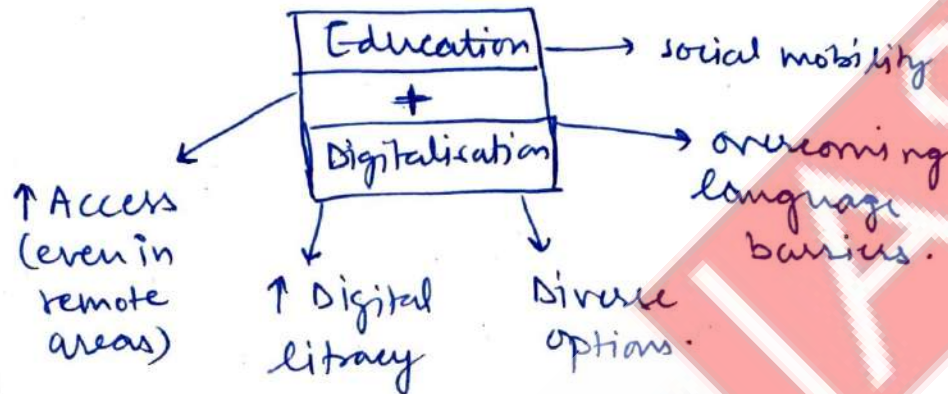 Education
+
Digitalisation
social mobility
overcoming
language
barriers.
↑ Access
(even in
remote
areas)
↑ Digital
litracy
Diverse
options.